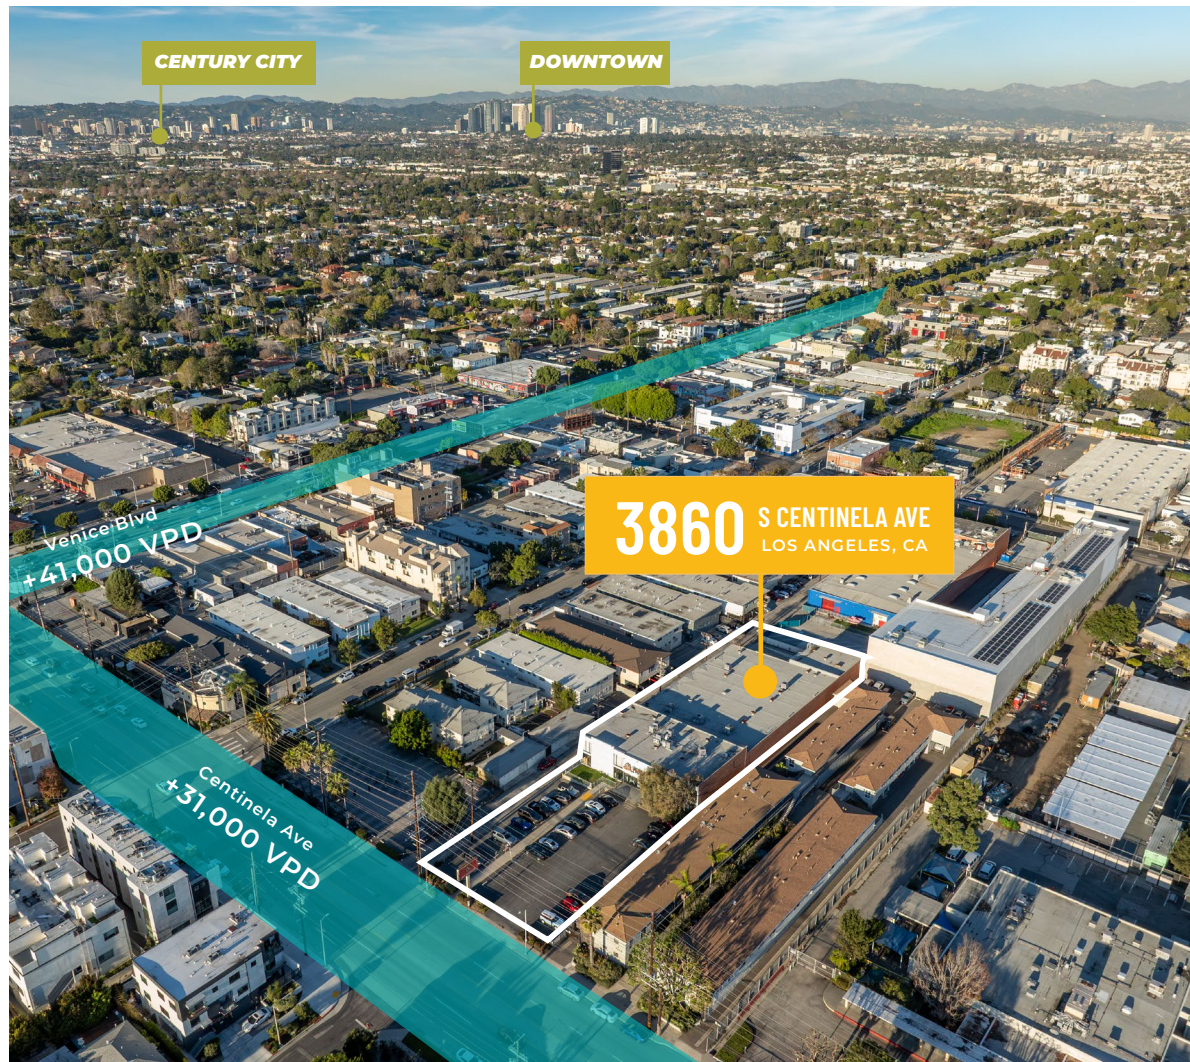 CENTURY CITY
DOWNTOWN
3860 S CENTINELA AVE
LOS ANGELES, CA
Venice Blvd
+41,000 VPD
Centinela Ave
+31,000 VPD